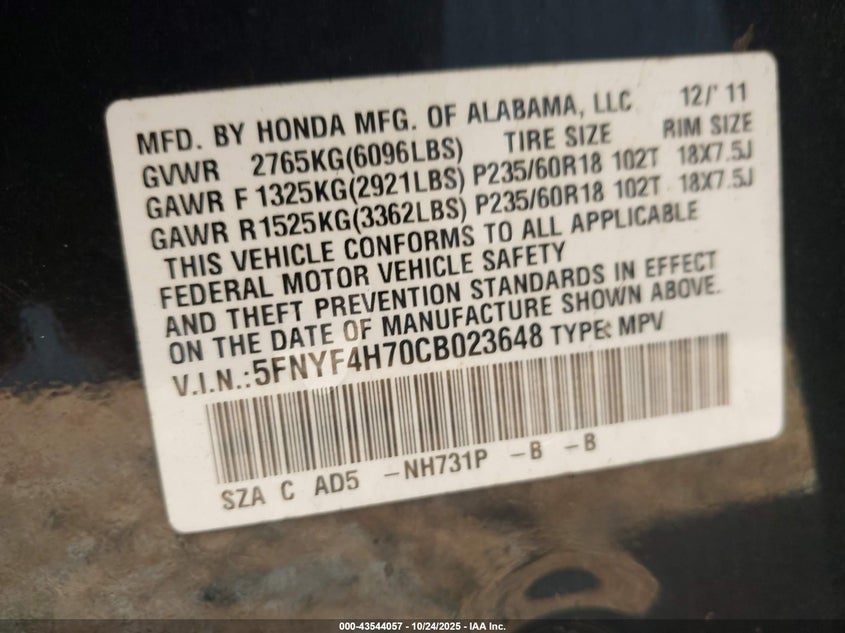 MFD. BY HONDA MFG. OF ALABAMA, LLC 12/'11
GVWR 2765KG(6096LBS) TIRE SIZE RIM SIZE
GAWR F 1325KG(2921LBS) P235/60R18 102T 18X7.5J
GAWR R1525KG(3362LBS) P235/60R18 102T 18X7.5J
THIS VEHICLE CONFORMS TO ALL APPLICABLE
FEDERAL MOTOR VEHICLE SAFETY
AND THEFT PREVENTION STANDARDS IN EFFECT
ON THE DATE OF MANUFACTURE SHOWN ABOVE.
V.I.N.:5FNYF4H70CB023648 TYPE: MPV
SZA C AD5 -NH731P -B -B
000-43544057 - 10/24/2025 - IAA Inc.